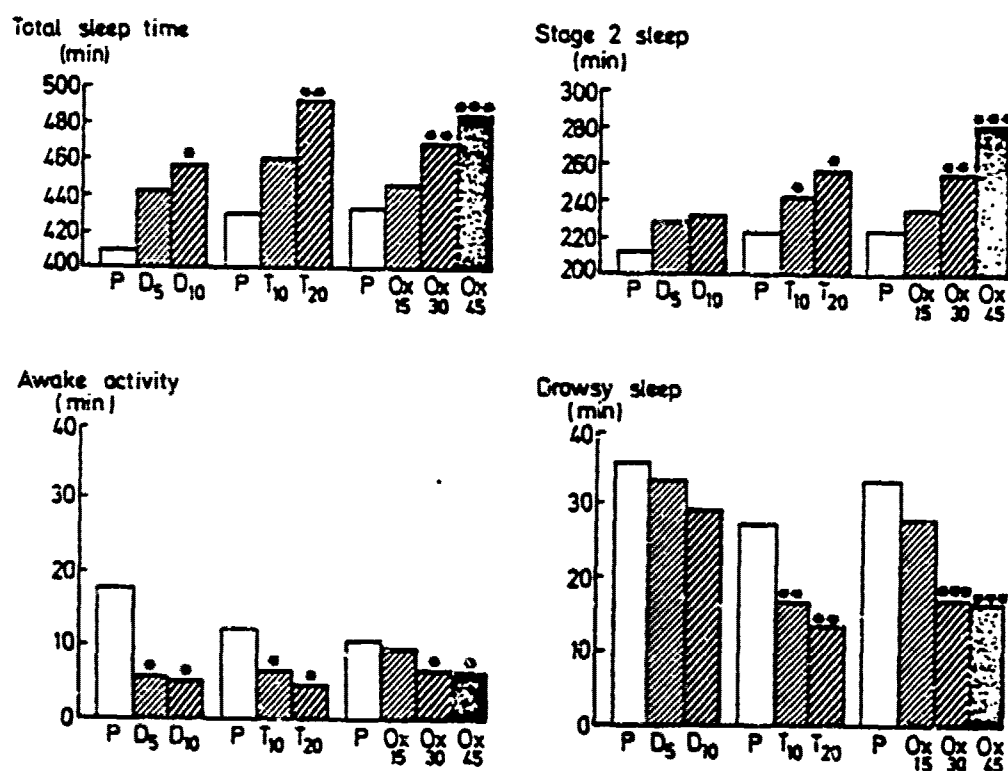 Total sleep time
(min)
500
480
460
440
410
400
P D5 D10 P T10 T20 P Ox 15 Ox 30 Ox 45
Stage 2 sleep
(min)
300
280
260
240
220
200
P D5 D10 P T10 T20 P Ox 15 Ox 30 Ox 45
Awake activity
(min)
40
30
20
10
0
P D5 D10 P T10 T20 P Ox 15 Ox 30 Ox 45
Drowsy sleep
(min)
40
30
20
10
0
P D5 D10 P T10 T20 P Ox 15 Ox 30 Ox 45